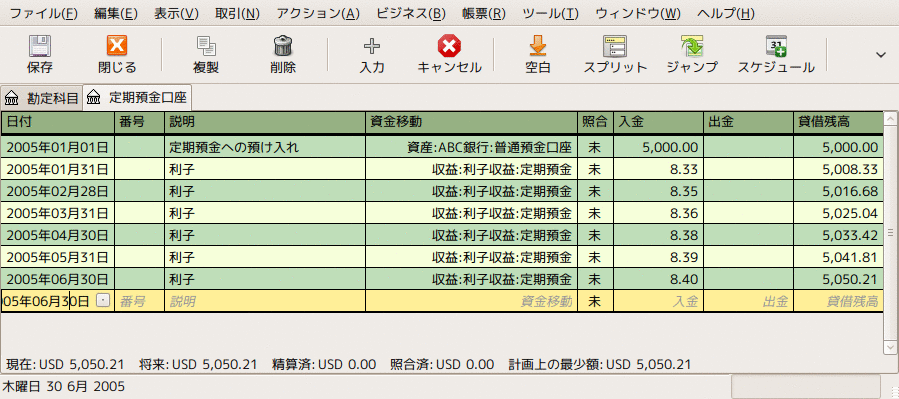 ファイル(F) 編集(E) 表示(V) 取引(N) アクション(A) ビジネス(B) 帳票(R) ツール(T) ウィンドウ(W) ヘルプ(H)
保存 閉じる 複製 削除 入力 キャンセル 空白 スプリット ジャンプ スケジュール
勘定科目 定期預金口座
日付 番号 説明 資金移動 照合 入金 出金 貸借残高
2005年01月01日 定期預金への預け入れ 資産:ABC銀行:普通預金口座 未 5,000.00 5,000.00
2005年01月31日 利子 収益:利子収益:定期預金 未 8.33 5,008.33
2005年02月28日 利子 収益:利子収益:定期預金 未 8.35 5,016.68
2005年03月31日 利子 収益:利子収益:定期預金 未 8.36 5,025.04
2005年04月30日 利子 収益:利子収益:定期預金 未 8.38 5,033.42
2005年05月31日 利子 収益:利子収益:定期預金 未 8.39 5,041.81
2005年06月30日 利子 収益:利子収益:定期預金 未 8.40 5,050.21
005年06月30日 番号 説明 資金移動 未 入金 出金 貸借残高
現在: USD 5,050.21 将来: USD 5,050.21 精算済: USD 0.00 照合済: USD 0.00 計画上の最少額: USD 5,050.21
木曜日 30 6月 2005